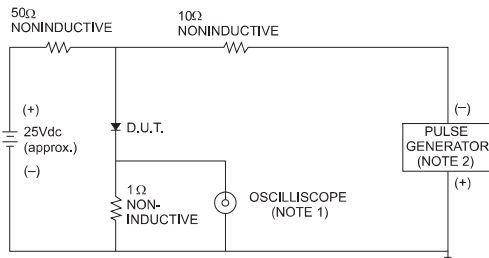 50Ω
NONINDUCTIVE
10Ω
NONINDUCTIVE
(+)
25Vdc
(approx.)
(−)
D.U.T.
1Ω
NON-
INDUCTIVE
OSCILLISCOPE
(NOTE 1)
(−)
PULSE
GENERATOR
(NOTE 2)
(+)